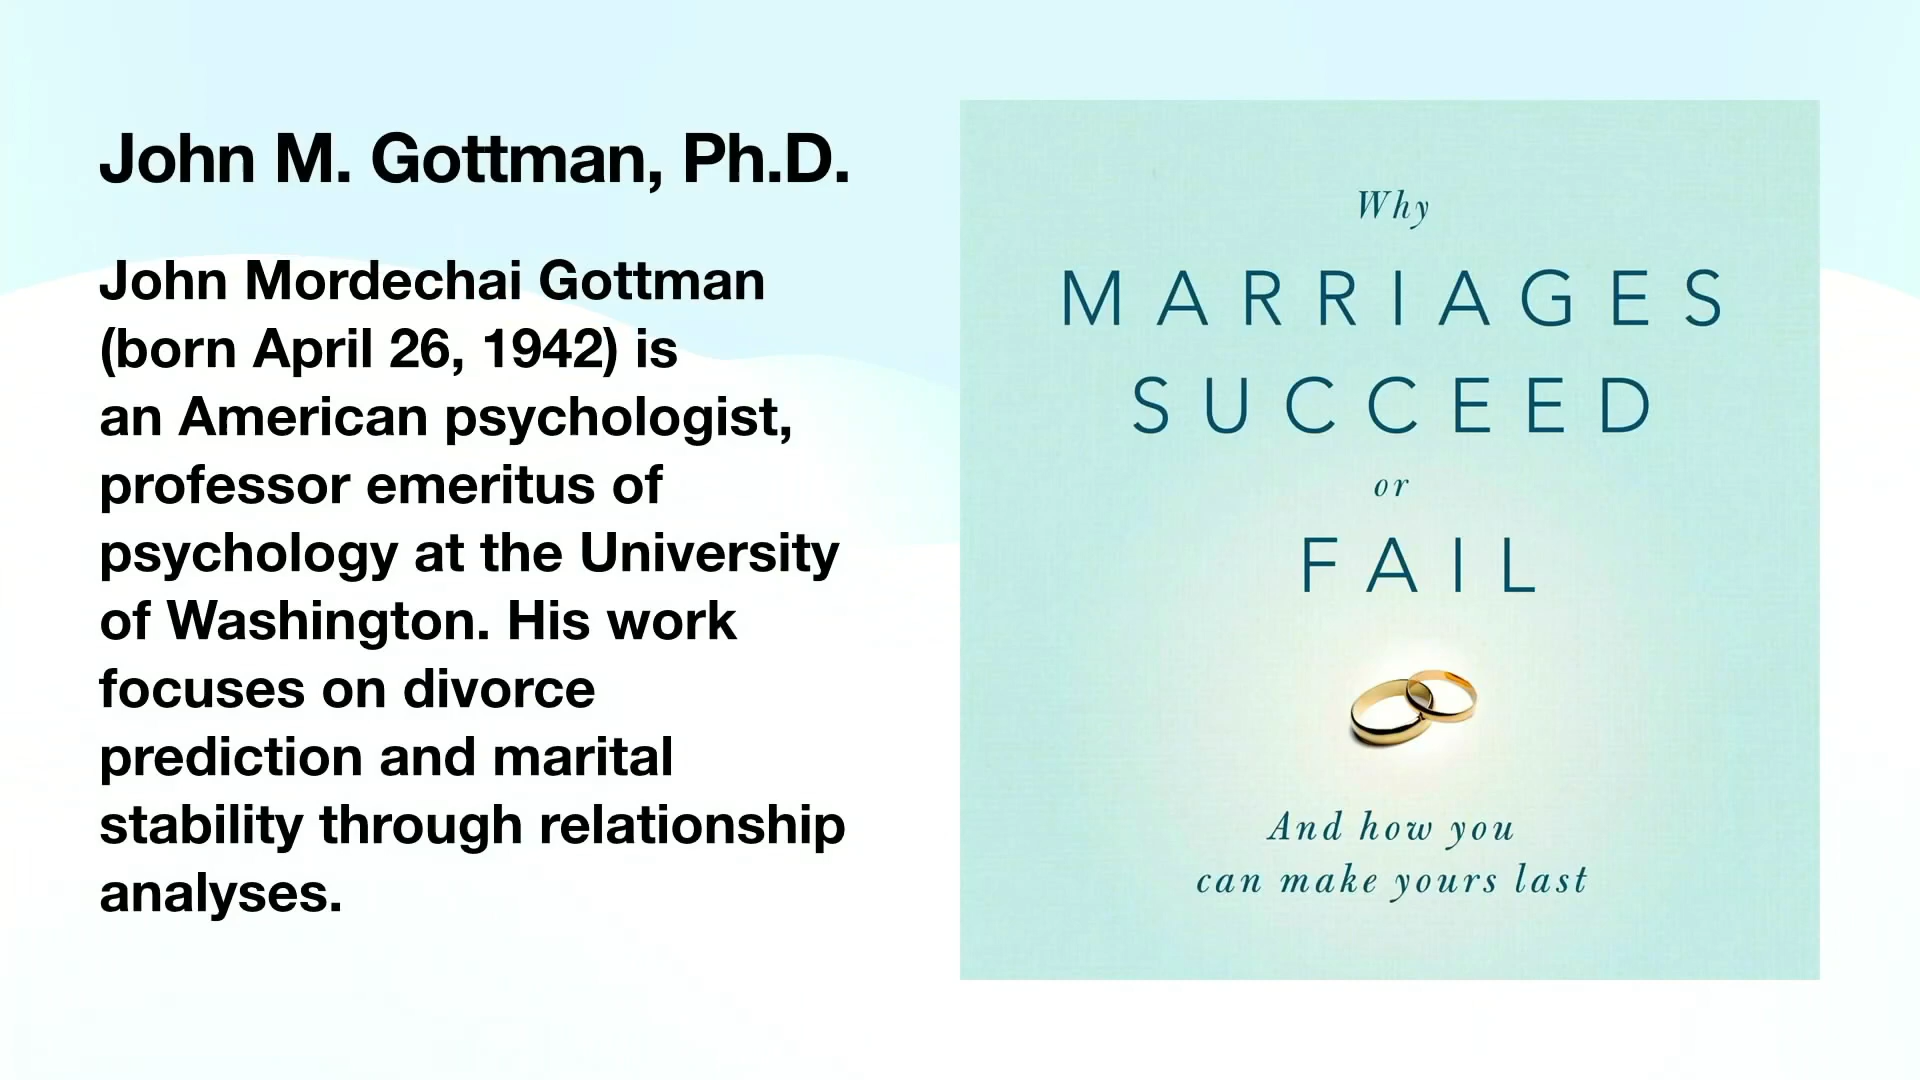 John M. Gottman, Ph.D.
John Mordechai Gottman
(born April 26, 1942) is
an American psychologist,
professor emeritus of
psychology at the University
of Washington. His work
focuses on divorce
prediction and marital
stability through relationship
analyses.
Why
MARRIAGES
SUCCEED
or
FAIL
And how you
can make yours last